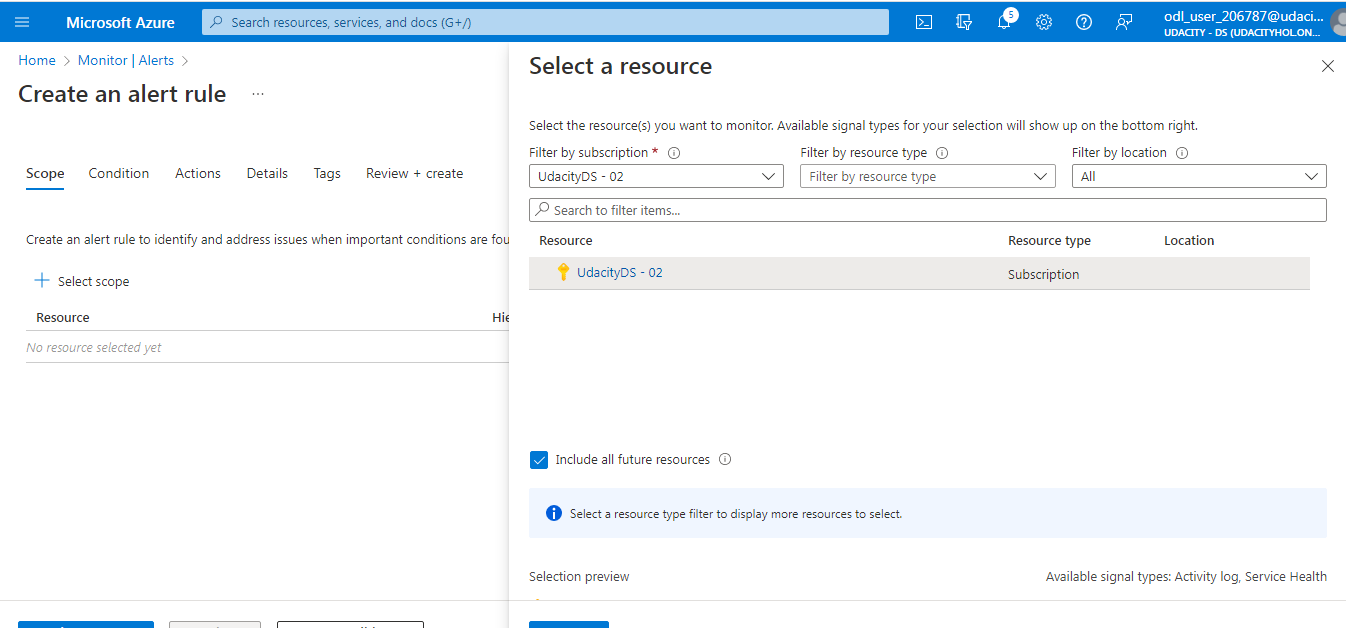 Microsoft Azure
Search resources, services, and docs (G+/)
5
odl_user_206787@udaci...
UDACITY - DS (UDACITYHOL.ON...
Home > Monitor | Alerts >
Create an alert rule ...
Scope Condition Actions Details Tags Review + create
Create an alert rule to identify and address issues when important conditions are fou
+ Select scope
Resource Hie
No resource selected yet
Select a resource
Select the resource(s) you want to monitor. Available signal types for your selection will show up on the bottom right.
Filter by subscription * Filter by resource type Filter by location
UdacityDS - 02 Filter by resource type All
Search to filter items...
Resource Resource type Location
UdacityDS - 02 Subscription
Include all future resources
Select a resource type filter to display more resources to select.
Selection preview Available signal types: Activity log, Service Health